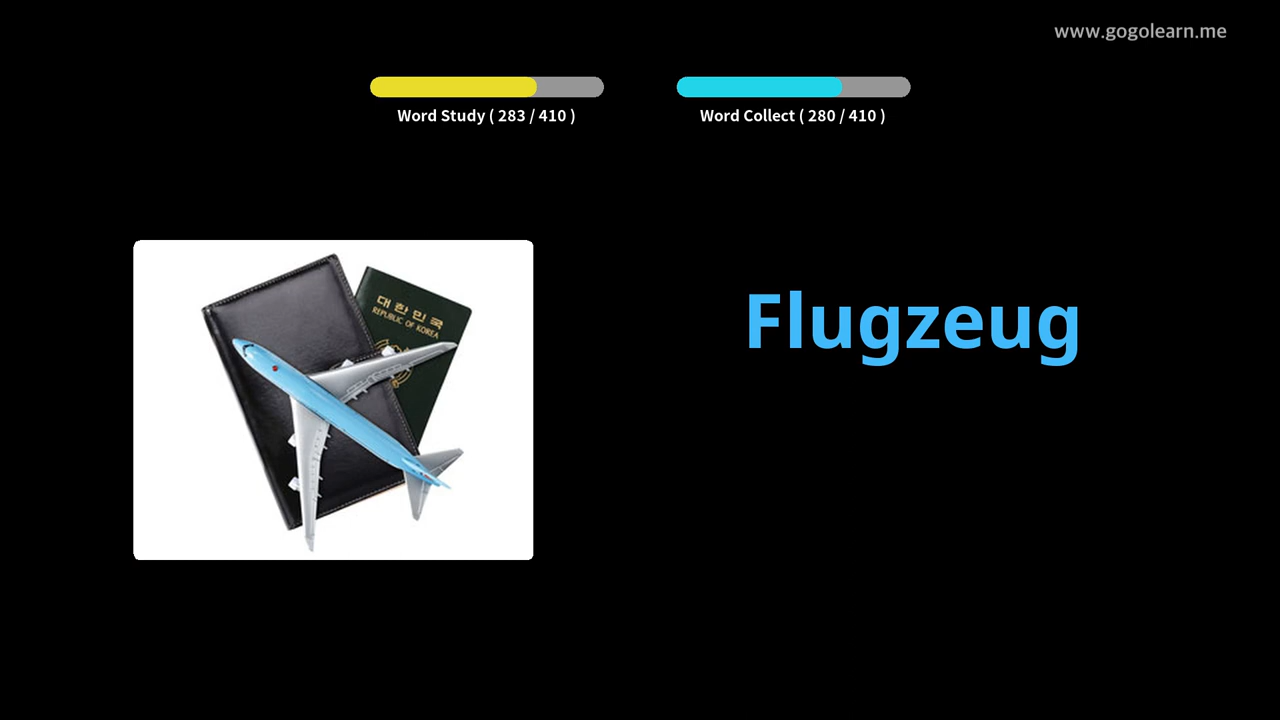 www.gogolearn.me
Word Study ( 283 / 410 )
Word Collect ( 280 / 410 )
대한민국
REPUBLIC OF KOREA
Flugzeug